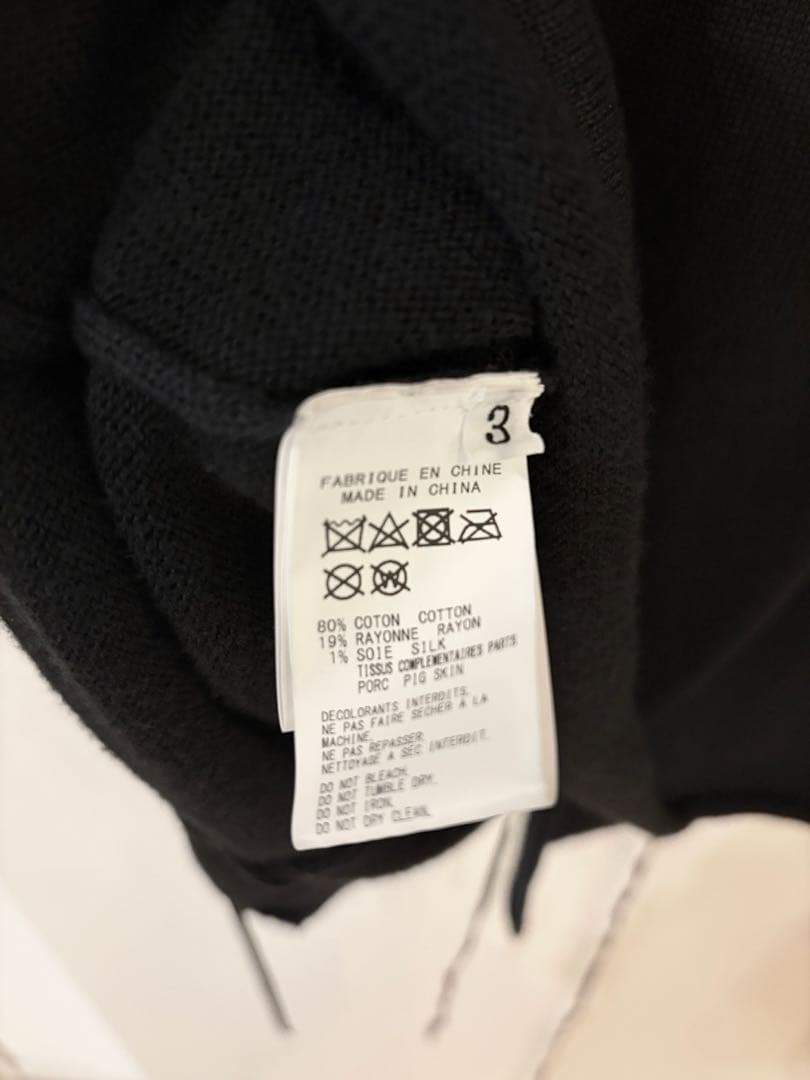 3
FABRIQUE EN CHINE
MADE IN CHINA
W
80% COTON COTTON
19% RAYONNE RAYON
1% SOIE SILK
TISSUS COMPLEMENTAIRES PARTS
PORC PIG SKIN
DECOLORANTS INTERDITS,
NE PAS FAIRE SECHER À LA
MACHINE,
NE PAS REPASSER,
NETTOYAGE À SEC INTERDIT.
DO NOT BLEACH,
DO NOT TUMBLE DRY,
DO NOT IRON,
DO NOT DRY CLEAN.